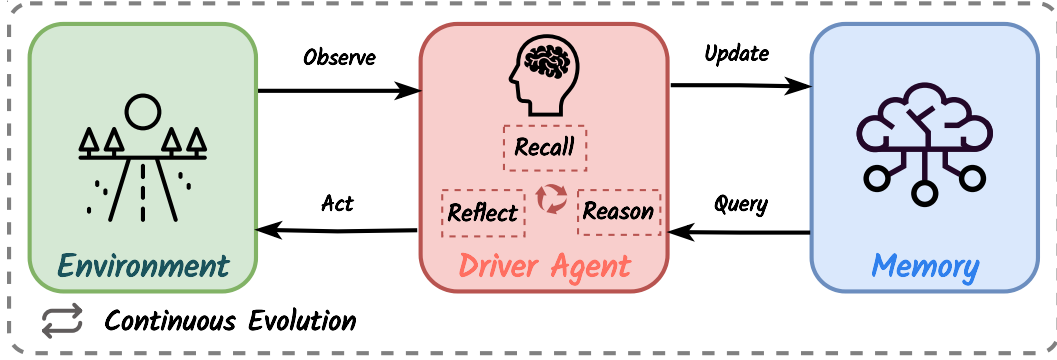 Observe
Update
Recall
Act
Reflect
Reason
Query
Environment
Driver Agent
Memory
Continuous Evolution